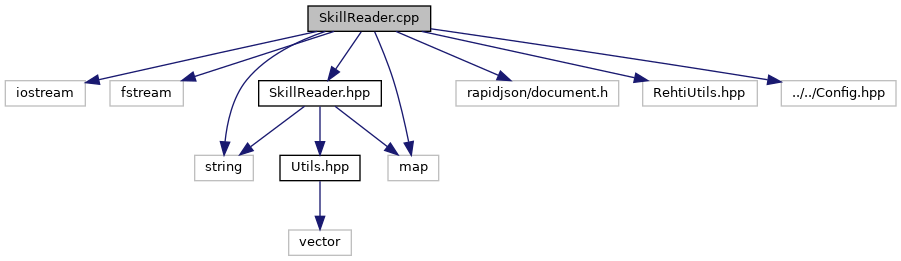 SkillReader.cpp
iostream
fstream
SkillReader.hpp
rapidjson/document.h
RehtiUtils.hpp
../../Config.hpp
string
Utils.hpp
map
vector